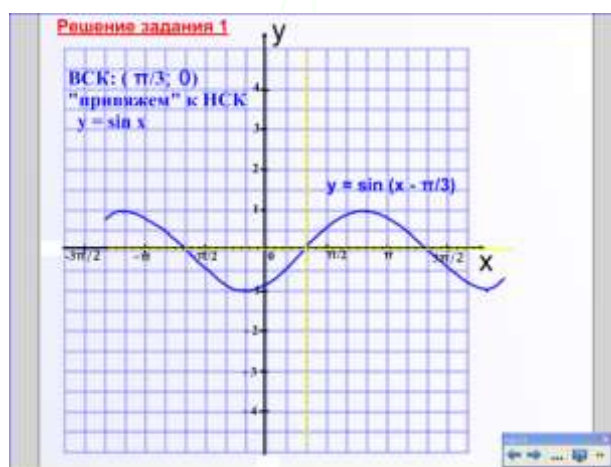 Решение задания 1
y
ВСК: ( π/3; 0)
"привяжем" к НСК
y = sin x
4
3
2
y = sin (x - π/3)
1
-3π/2 -π -π/2 0 π/2 π 3π/2 x
-1
-2
-3
-4